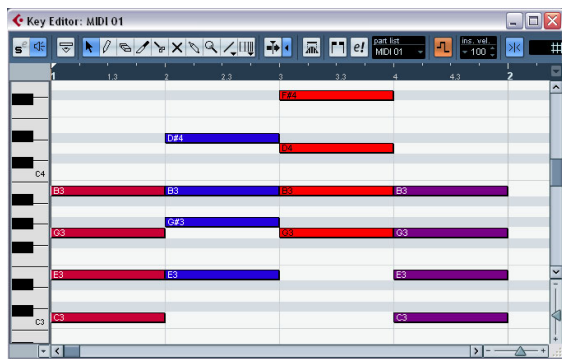 Key Editor: MIDI 01
part list ins. vel.
MIDI 01 100
1 1.3 2 2.3 3 3.3 4 4.3 2
F#4
D#4
D4
C4
B3 B3 B3 B3
G#3
G3 G3 G3
E3 E3 E3
C3 C3 C3